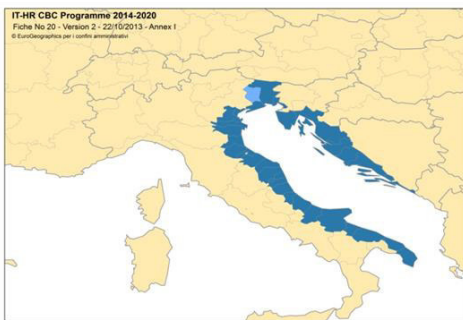 IT-HR CBC Programme 2014-2020
Fiche No 20 - Version 2 - 22/10/2013 - Annex I
© EuroGeographics per i confini amministrativi